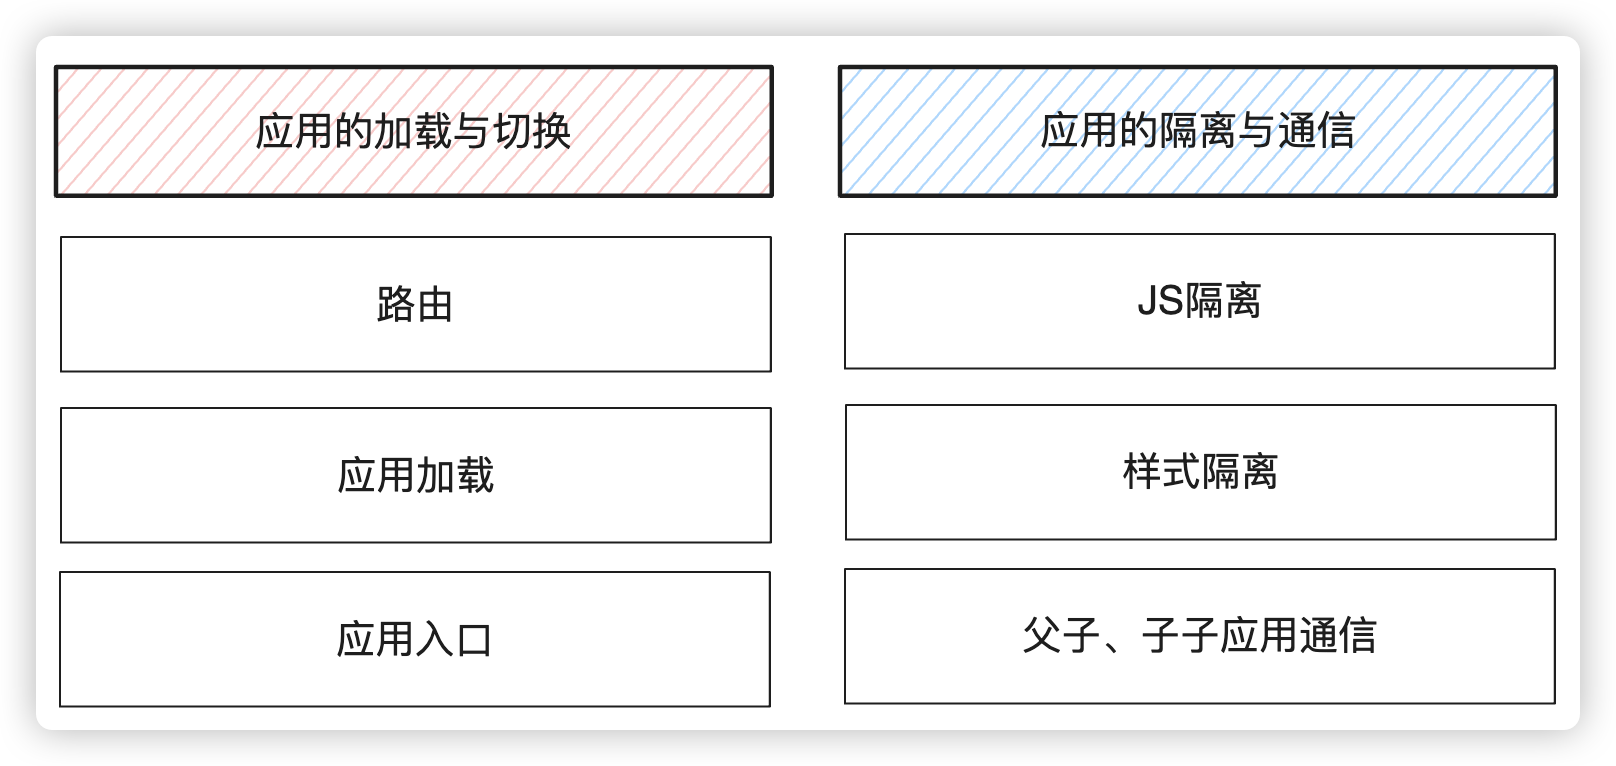 应用的加载与切换
路由
应用加载
应用入口
应用的隔离与通信
JS隔离
样式隔离
父子、子子应用通信